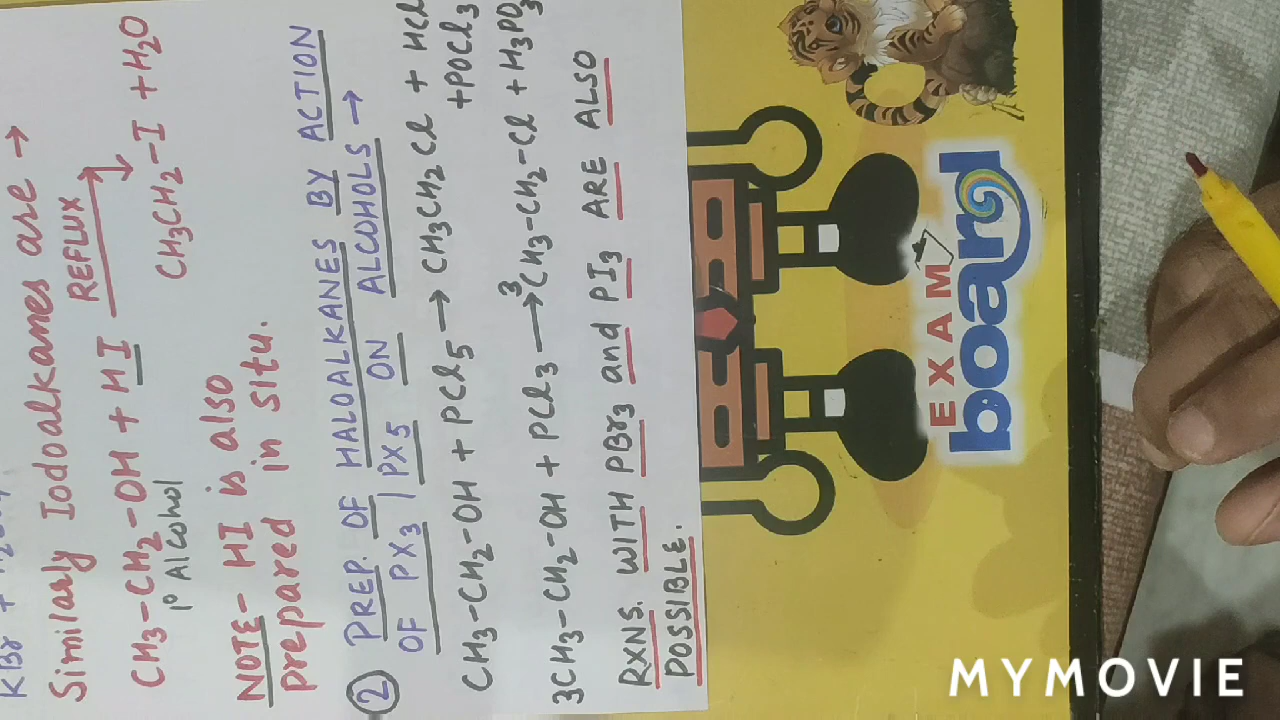 KBr +
Similarly Iodoalkanes are →
CH3-CH2-OH + HI REFLUX →
1° Alcohol
CH3CH2-I + H2O
NOTE- HI is also
prepared in situ.
② PREP. OF HALOALKANES BY ACTION
OF PX3 / PX5 ON ALCOHOLS →
CH3-CH2-OH + PCl5 → CH3CH2Cl + HCl
+ POCl3
3CH3-CH2-OH + PCl3 → 3CH3-CH2-Cl + H3PO3
RXNS. WITH PBr3 and PI3 ARE ALSO
POSSIBLE.
EXAM
board
MYMOVIE